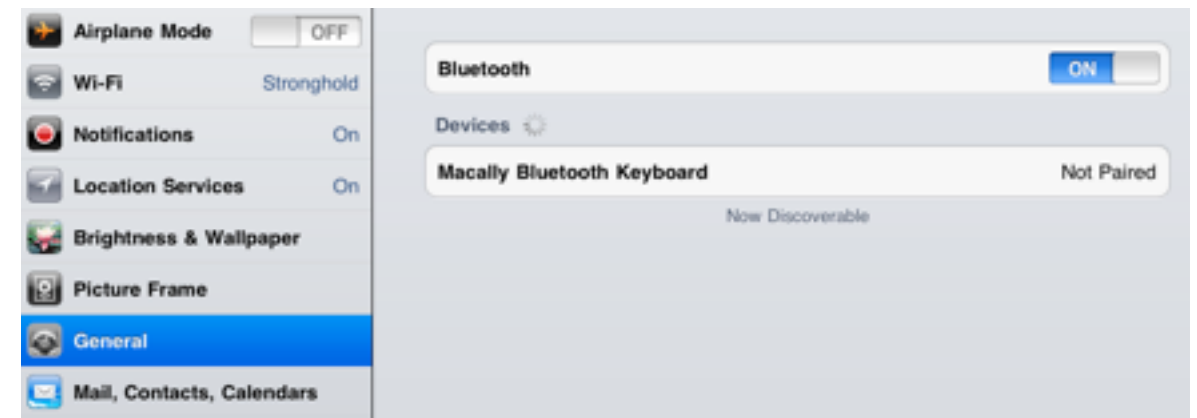 Airplane Mode OFF
Wi-Fi Stronghold
Notifications On
Location Services On
Brightness & Wallpaper
Picture Frame
General
Mail, Contacts, Calendars
Bluetooth ON
Devices
Macally Bluetooth Keyboard Not Paired
Now Discoverable